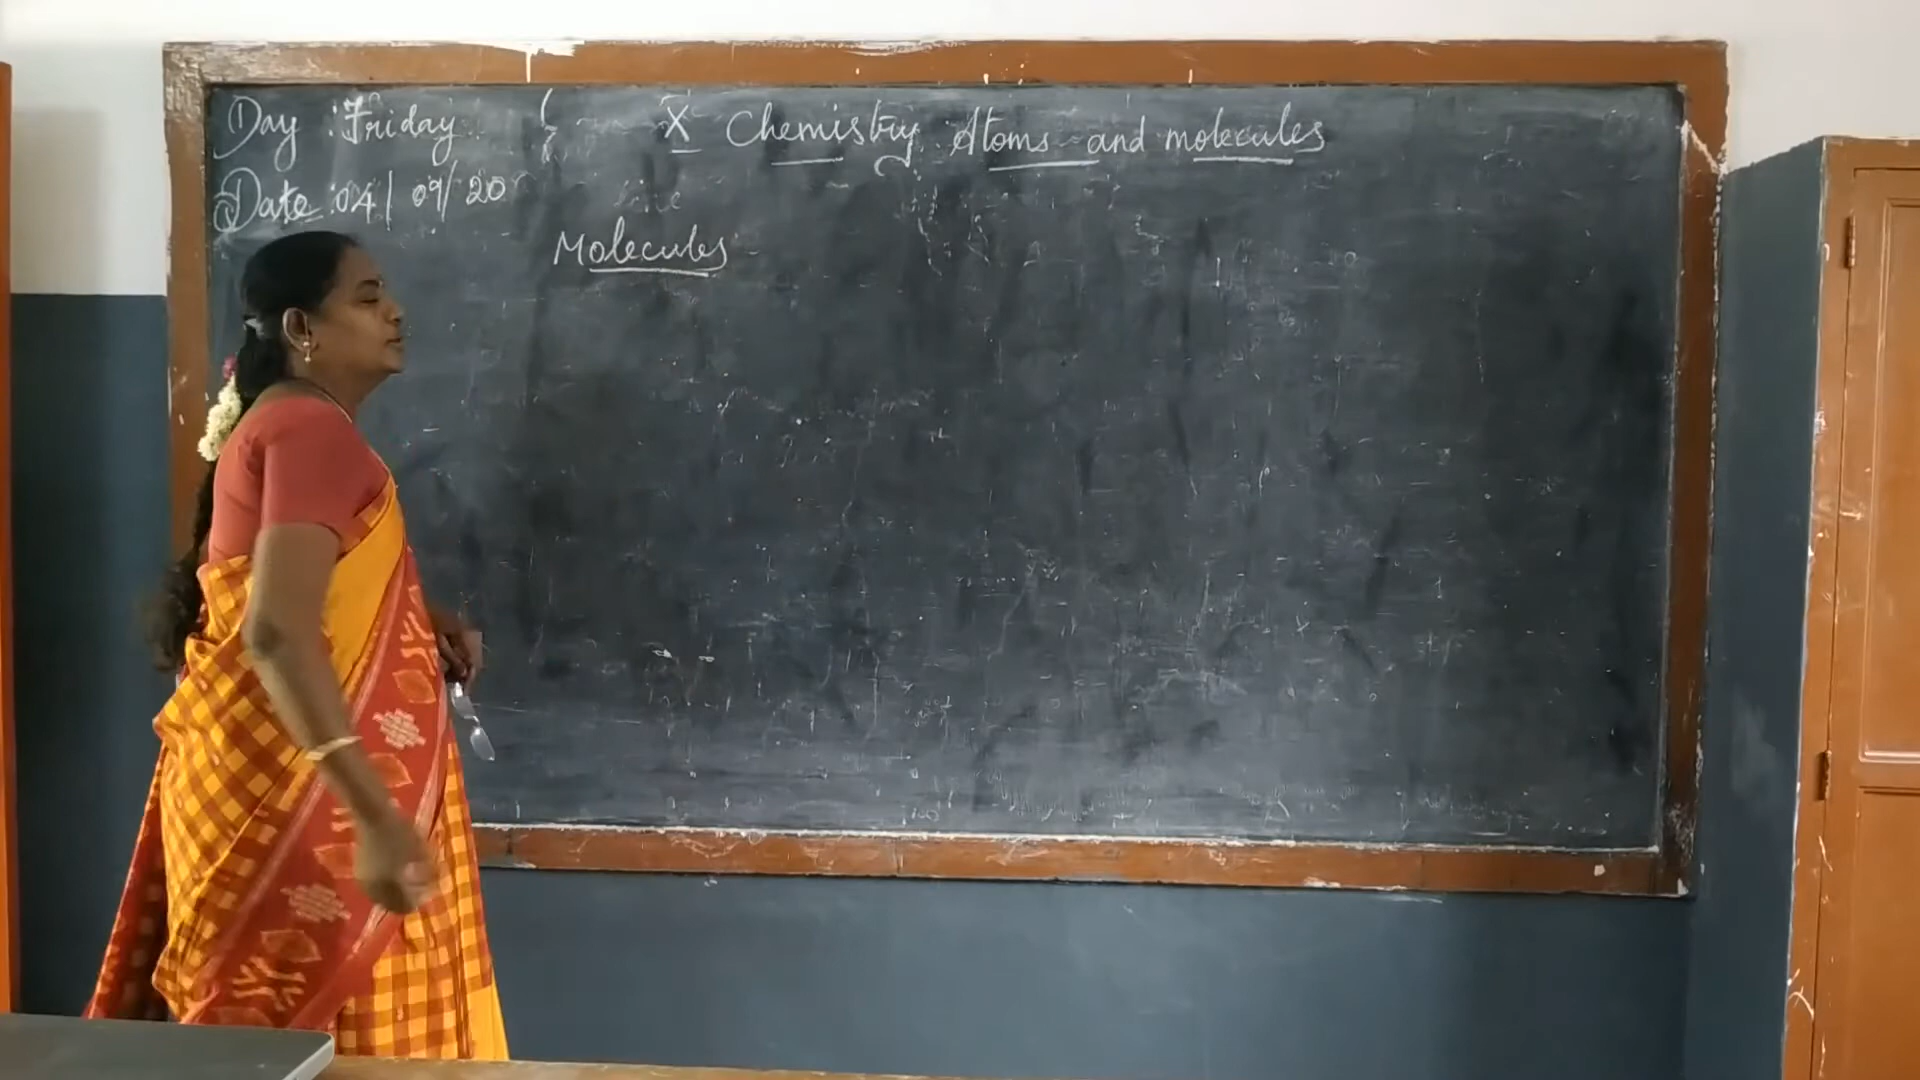 Day : Friday
X Chemistry Atoms and molecules
Date : 04/09/20
Molecules